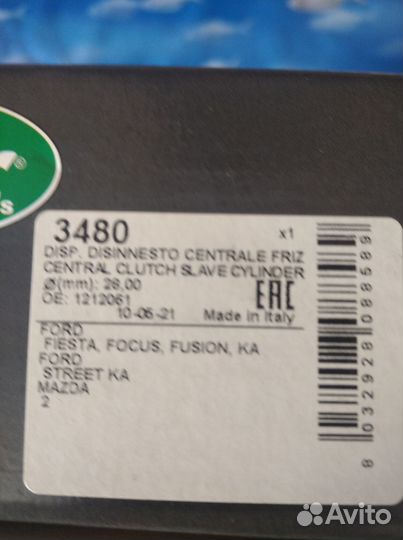 3480 x1
DISP. DISINNESTO CENTRALE FRIZ
CENTRAL CLUTCH SLAVE CYLINDER
Ø(mm): 26,00
OE: 1212061
EAC
10-06-21 Made in Italy
FORD
FIESTA, FOCUS, FUSION, KA
FORD
STREET KA
MAZDA
2
8 032928 088589
®
Avito